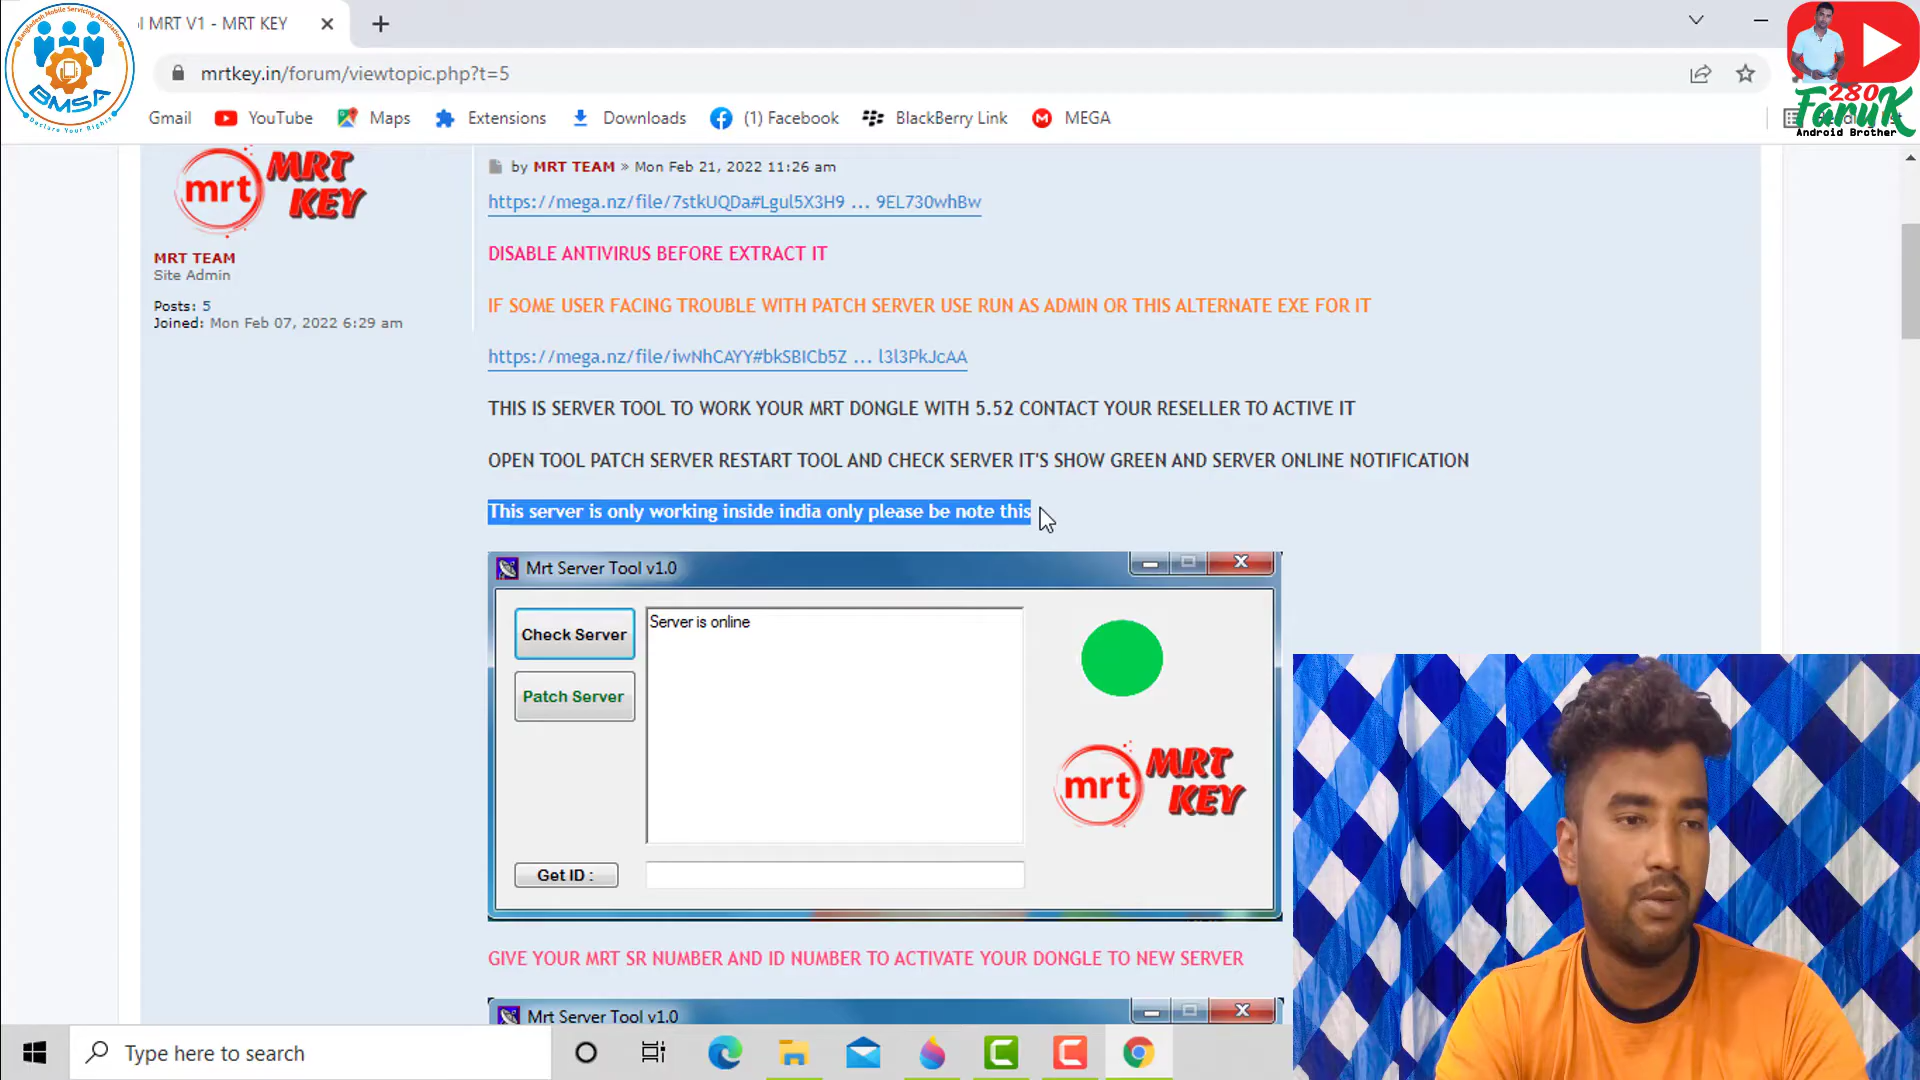 l MRT V1 - MRT KEY
mrtkey.in/forum/viewtopic.php?t=5
Gmail YouTube Maps Extensions Downloads (1) Facebook BlackBerry Link MEGA
Bangladesh Mobile Servicing Association
BMSA
Declare Your Rights
280
FaruK
Android Brother
mrt MRT KEY
MRT TEAM
Site Admin
Posts: 5
Joined: Mon Feb 07, 2022 6:29 am
by MRT TEAM » Mon Feb 21, 2022 11:26 am
https://mega.nz/file/7stkUQDa#Lgul5X3H9 ... 9EL730whBw
DISABLE ANTIVIRUS BEFORE EXTRACT IT
IF SOME USER FACING TROUBLE WITH PATCH SERVER USE RUN AS ADMIN OR THIS ALTERNATE EXE FOR IT
https://mega.nz/file/iwNhCAYY#bkSBICb5Z ... l3l3PkJcAA
THIS IS SERVER TOOL TO WORK YOUR MRT DONGLE WITH 5.52 CONTACT YOUR RESELLER TO ACTIVE IT
OPEN TOOL PATCH SERVER RESTART TOOL AND CHECK SERVER IT'S SHOW GREEN AND SERVER ONLINE NOTIFICATION
This server is only working inside india only please be note this
Mrt Server Tool v1.0
Check Server
Server is online
Patch Server
mrt MRT KEY
Get ID :
GIVE YOUR MRT SR NUMBER AND ID NUMBER TO ACTIVATE YOUR DONGLE TO NEW SERVER
Mrt Server Tool v1.0
Type here to search